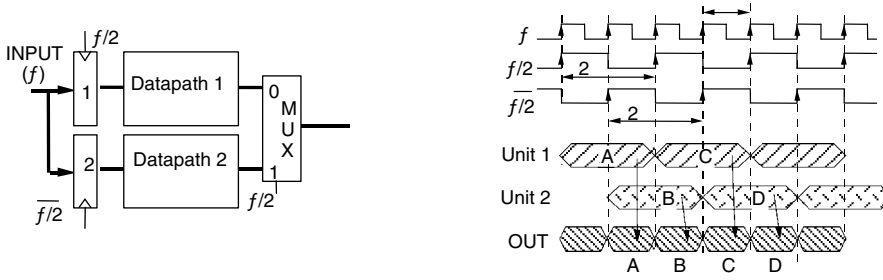 INPUT
(f)
f/2
1
Datapath 1
0
M
U
X
2
Datapath 2
1
f/2
f/2
f
f/2
2
f/2
2
Unit 1
A
C
Unit 2
B
D
OUT
A
B
C
D